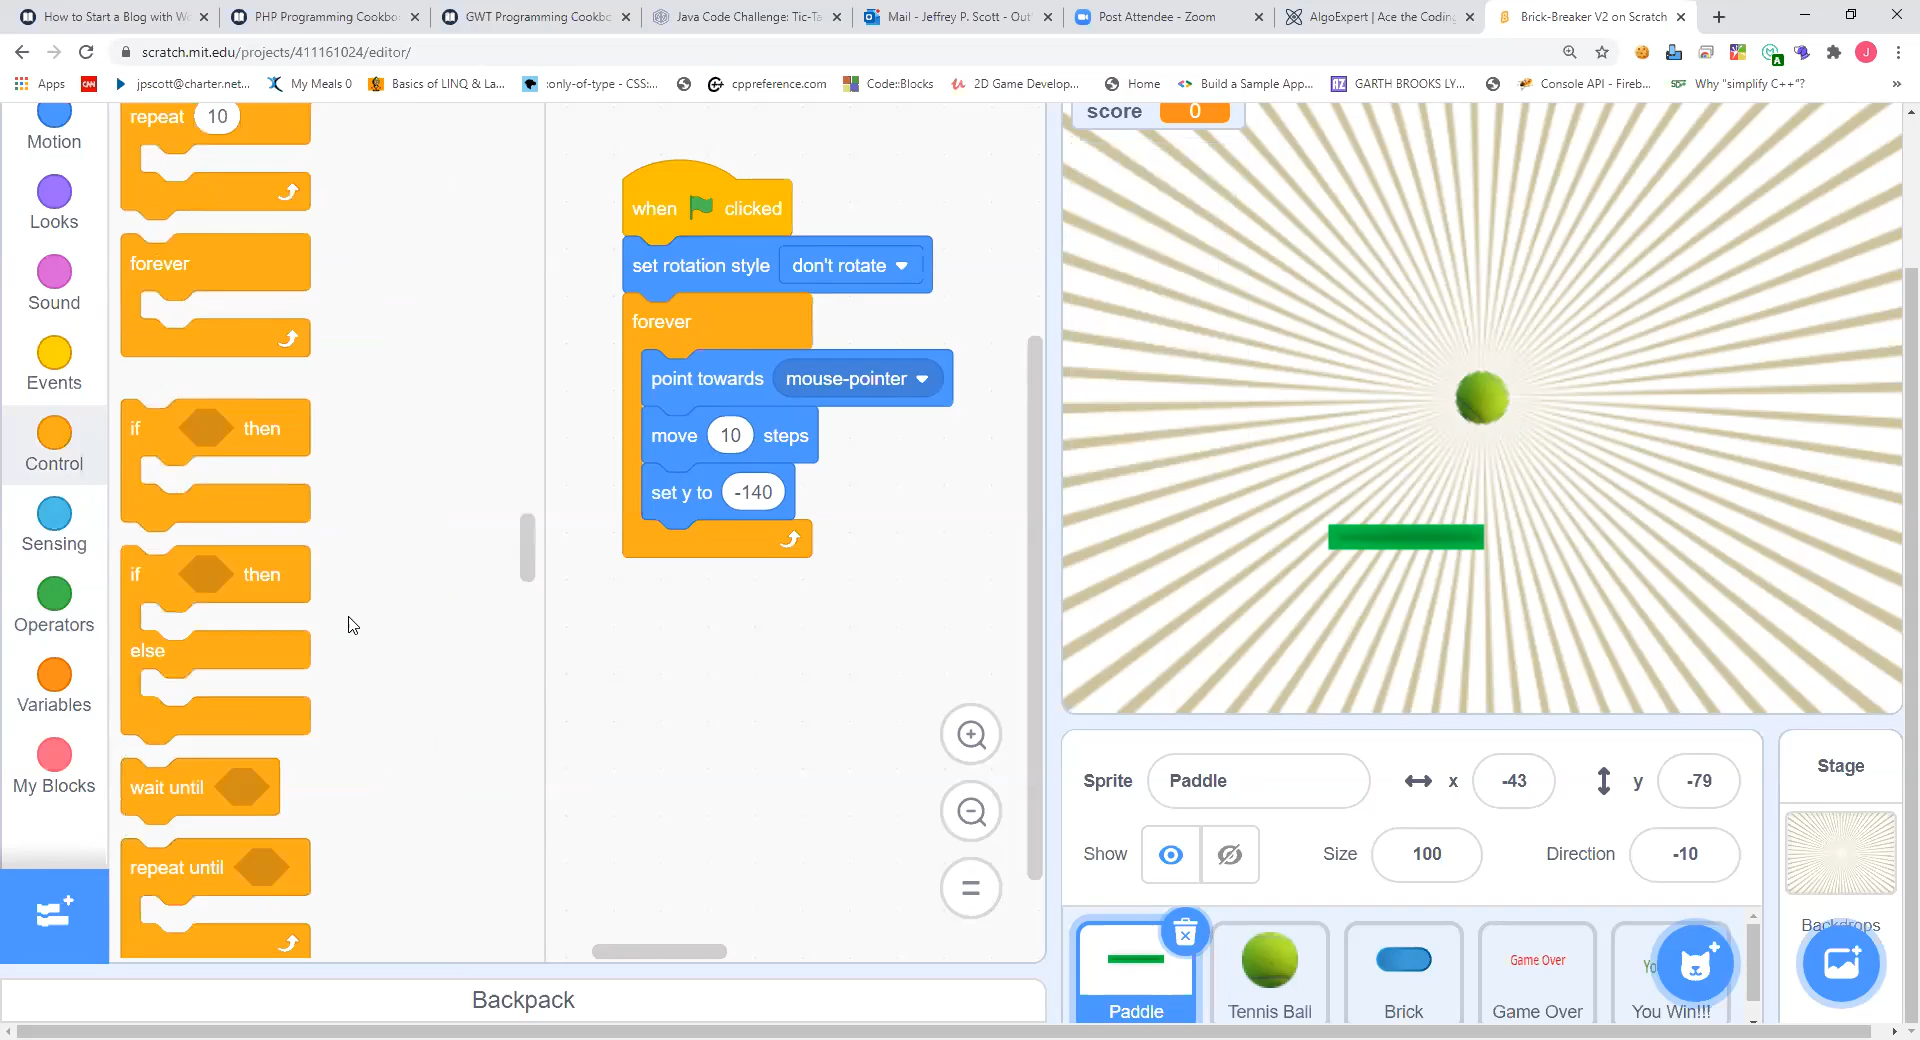 How to Start a Blog with Wo
PHP Programming Cookbo
GWT Programming Cookbo
Java Code Challenge: Tic-Ta
Mail - Jeffrey P. Scott - Out
Post Attendee - Zoom
AlgoExpert | Ace the Coding
Brick-Breaker V2 on Scratch
scratch.mit.edu/projects/411161024/editor/
Apps
CNN
jpscott@charter.net...
My Meals 0
Basics of LINQ & La...
:only-of-type - CSS:...
cppreference.com
Code::Blocks
2D Game Develop...
Home
Build a Sample App...
GARTH BROOKS LY...
Console API - Fireb...
Why "simplify C++"?
»
Motion
Looks
Sound
Events
Control
Sensing
Operators
Variables
My Blocks
repeat 10
forever
if then
if then
else
wait until
repeat until
when clicked
set rotation style don't rotate
forever
point towards mouse-pointer
move 10 steps
set y to -140
score 0
Sprite Paddle x -43 y -79
Show Size 100 Direction -10
Stage
Backdrops
Paddle
Tennis Ball
Brick
Game Over
Game Over
Yo
You Win!!!
Backpack